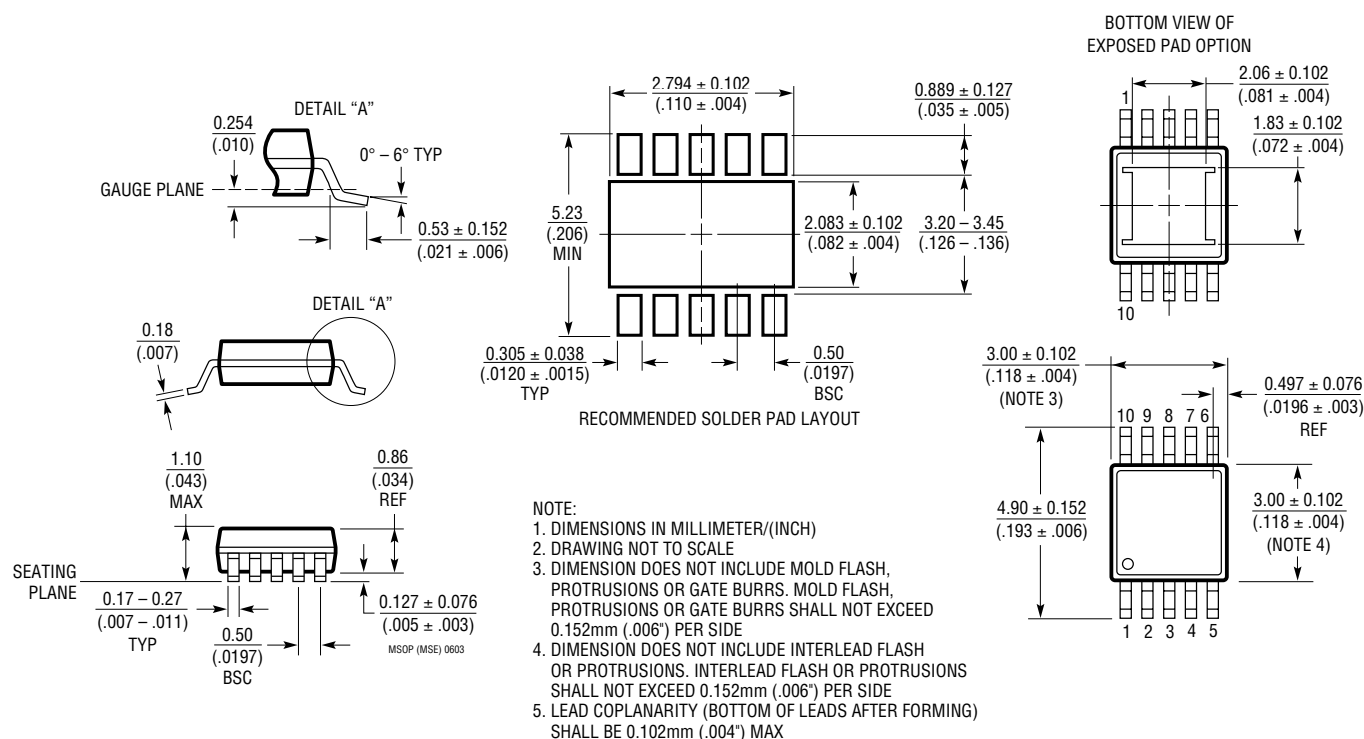 BOTTOM VIEW OF
EXPOSED PAD OPTION
2.06 ± 0.102
(.081 ± .004)
1.83 ± 0.102
(.072 ± .004)
1
10
DETAIL “A”
0.254
(.010)
0° – 6° TYP
GAUGE PLANE
0.53 ± 0.152
(.021 ± .006)
DETAIL “A”
0.18
(.007)
2.794 ± 0.102
(.110 ± .004)
0.889 ± 0.127
(.035 ± .005)
5.23
(.206)
MIN
2.083 ± 0.102
(.082 ± .004)
3.20 – 3.45
(.126 – .136)
0.305 ± 0.038
(.0120 ± .0015)
TYP
0.50
(.0197)
BSC
RECOMMENDED SOLDER PAD LAYOUT
3.00 ± 0.102
(.118 ± .004)
(NOTE 3)
0.497 ± 0.076
(.0196 ± .003)
REF
10 9 8 7 6
4.90 ± 0.152
(.193 ± .006)
3.00 ± 0.102
(.118 ± .004)
(NOTE 4)
1 2 3 4 5
1.10
(.043)
MAX
0.86
(.034)
REF
SEATING
PLANE
0.17 – 0.27
(.007 – .011)
TYP
0.50
(.0197)
BSC
0.127 ± 0.076
(.005 ± .003)
MSOP (MSE) 0603
NOTE:
1. DIMENSIONS IN MILLIMETER/(INCH)
2. DRAWING NOT TO SCALE
3. DIMENSION DOES NOT INCLUDE MOLD FLASH,
PROTRUSIONS OR GATE BURRS. MOLD FLASH,
PROTRUSIONS OR GATE BURRS SHALL NOT EXCEED
0.152mm (.006") PER SIDE
4. DIMENSION DOES NOT INCLUDE INTERLEAD FLASH
OR PROTRUSIONS. INTERLEAD FLASH OR PROTRUSIONS
SHALL NOT EXCEED 0.152mm (.006") PER SIDE
5. LEAD COPLANARITY (BOTTOM OF LEADS AFTER FORMING)
SHALL BE 0.102mm (.004") MAX